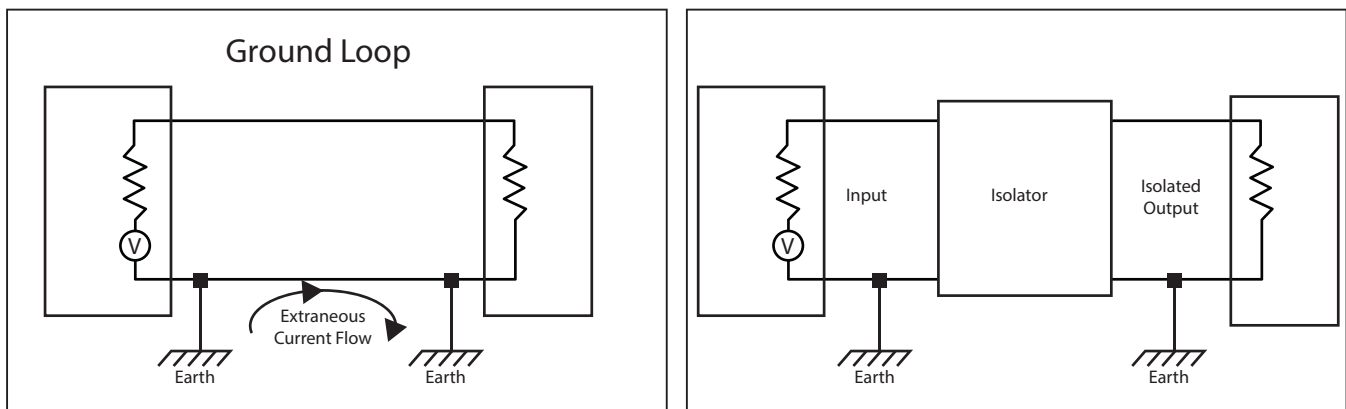 Ground Loop
V
Extraneous
Current Flow
Earth
Earth
Input
Isolator
Isolated
Output
V
Earth
Earth